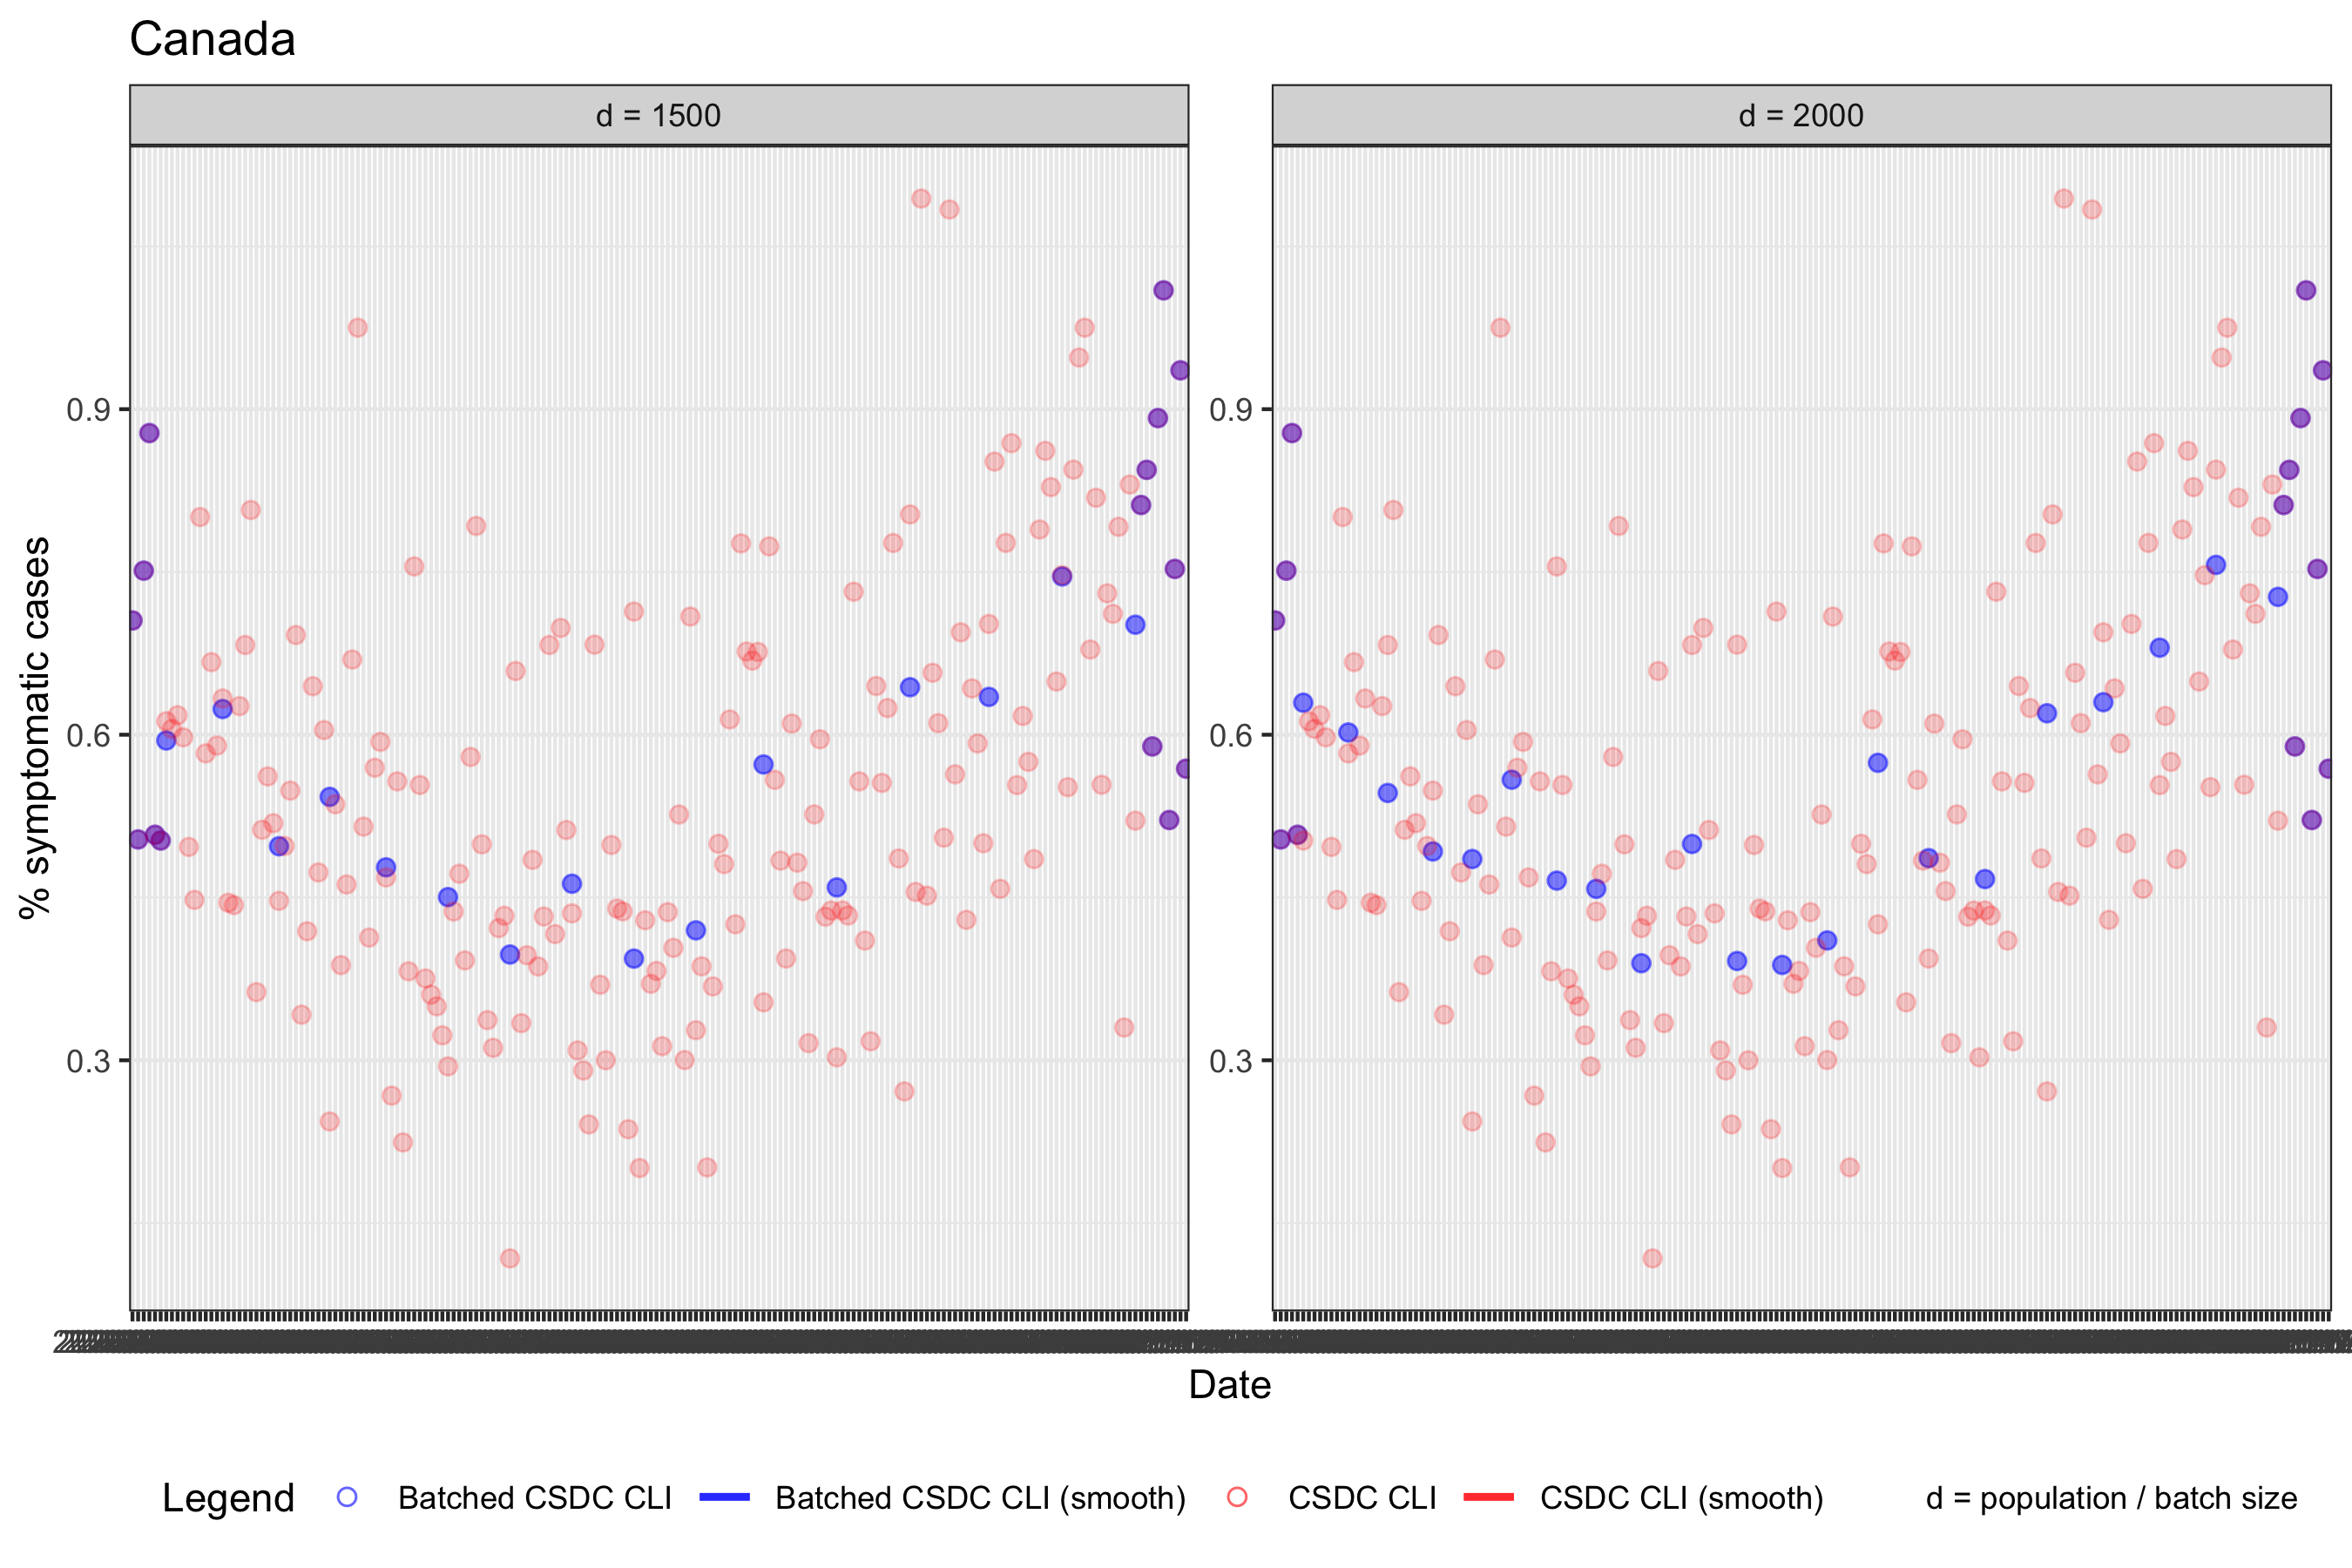 Canada
d = 1500
d = 2000
% symptomatic cases
0.9
0.6
0.3
0.9
0.6
0.3
Date
Legend
Batched CSDC CLI
Batched CSDC CLI (smooth)
CSDC CLI
CSDC CLI (smooth)
d = population / batch size